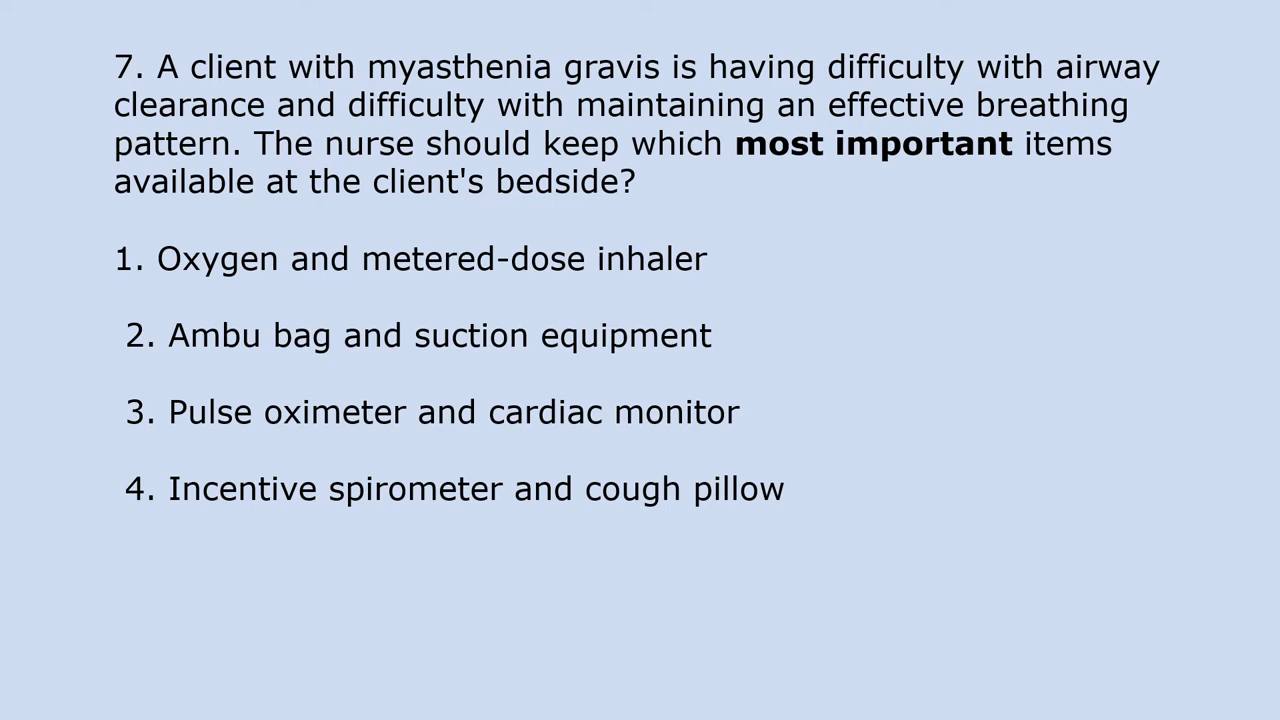 7. A client with myasthenia gravis is having difficulty with airway
clearance and difficulty with maintaining an effective breathing
pattern. The nurse should keep which most important items
available at the client's bedside?
1. Oxygen and metered-dose inhaler
2. Ambu bag and suction equipment
3. Pulse oximeter and cardiac monitor
4. Incentive spirometer and cough pillow